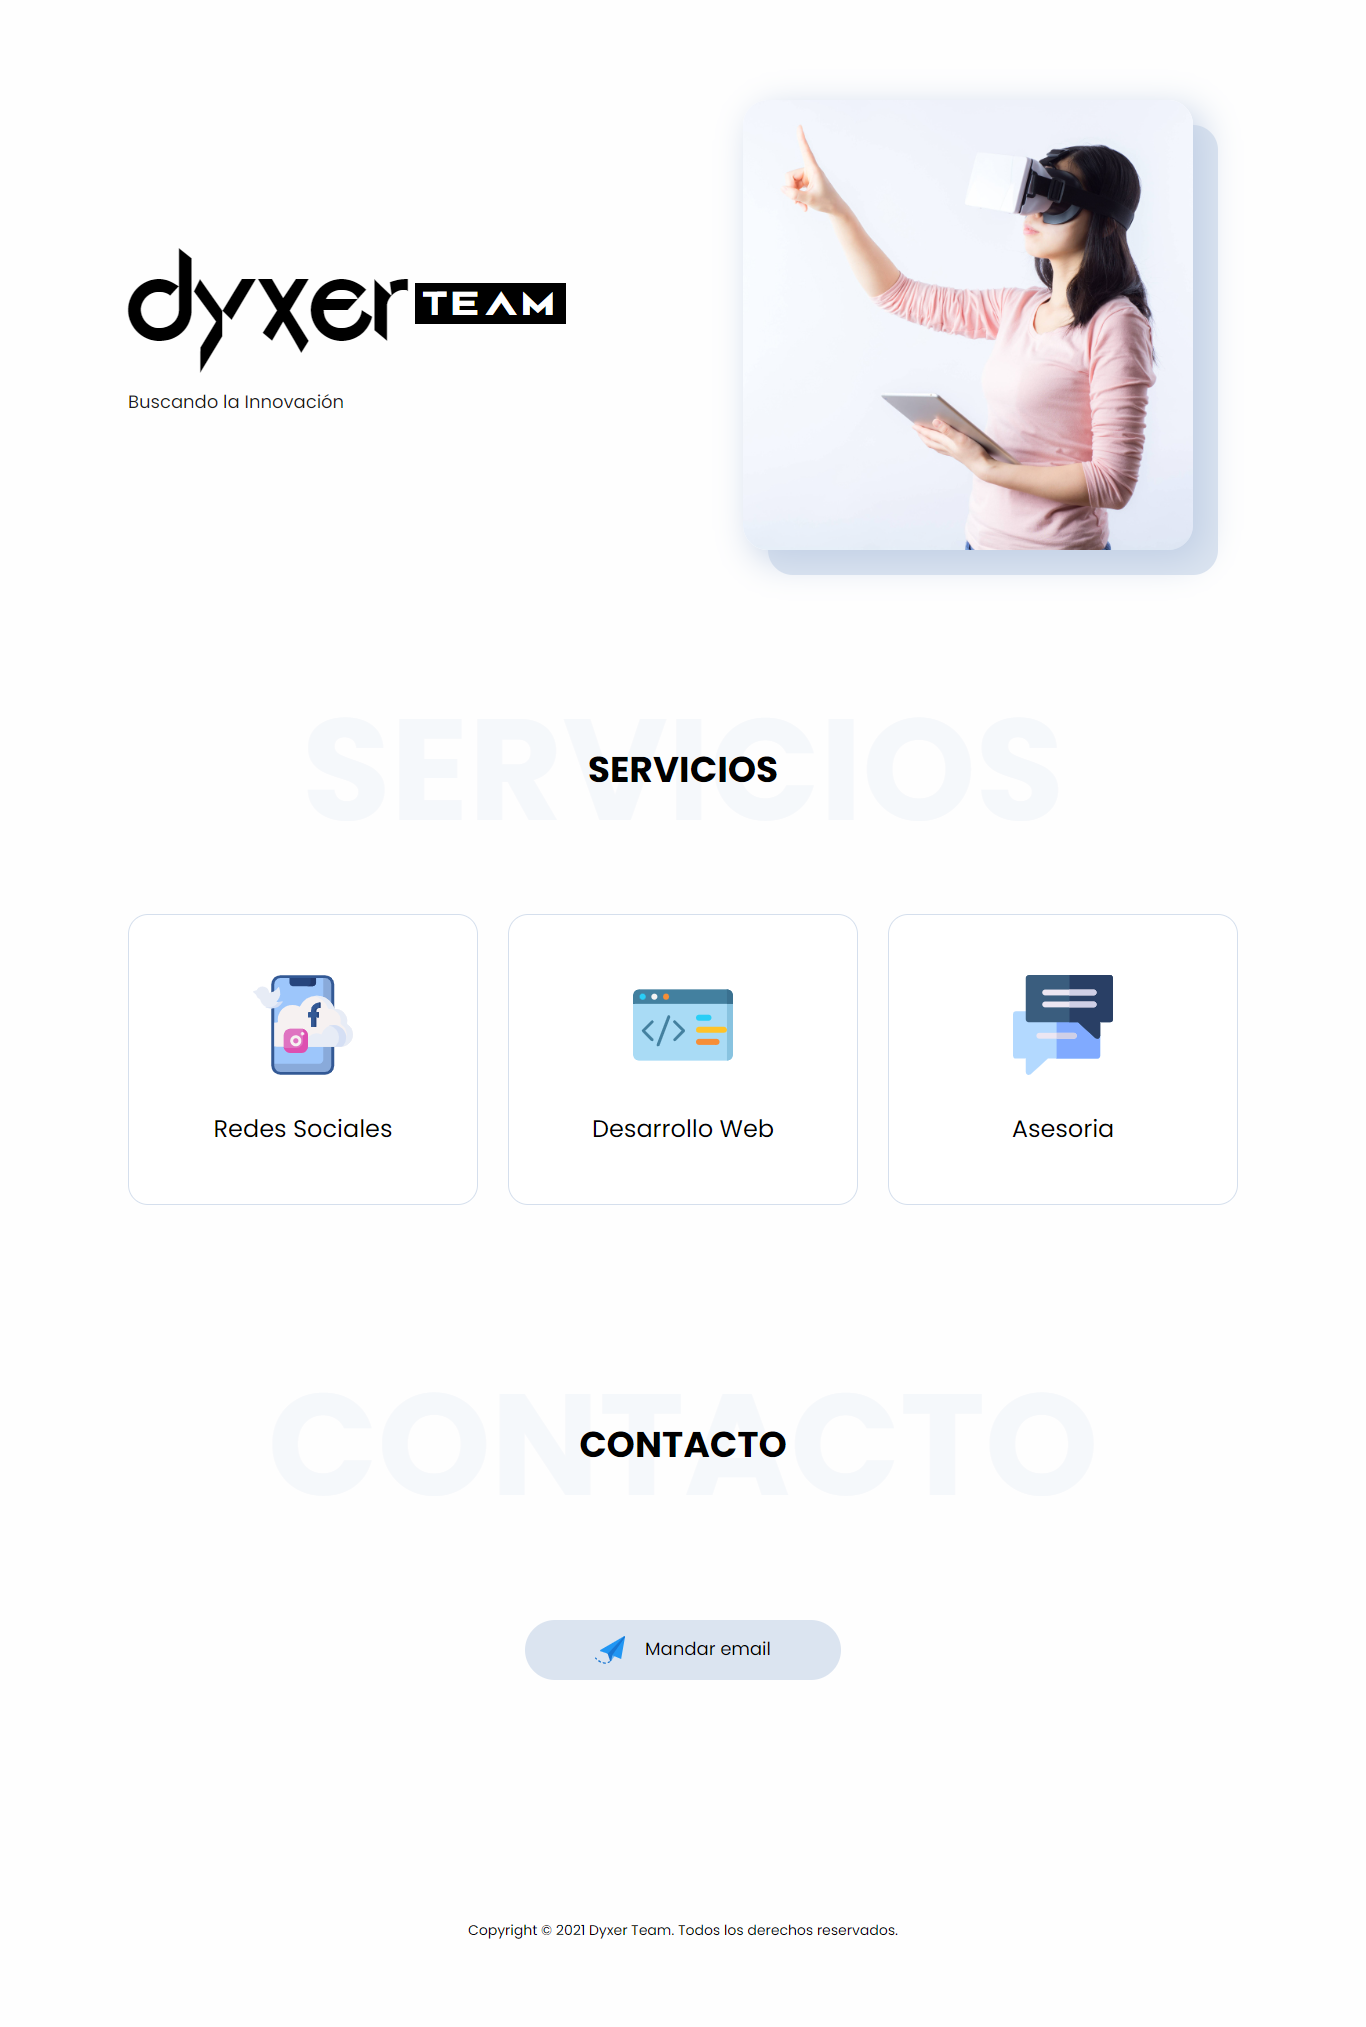 dyxer TEAM
Buscando la Innovación
SERVICIOS
SERVICIOS
Redes Sociales
Desarrollo Web
Asesoria
CONTACTO
CONTACTO
Mandar email
Copyright © 2021 Dyxer Team. Todos los derechos reservados.